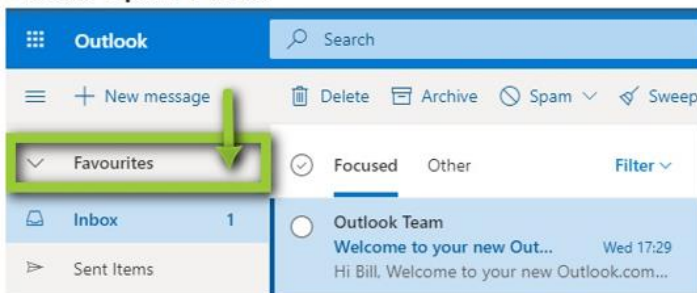 Outlook
Search
New message
Delete
Archive
Spam
Sweep
Favourites
Focused
Other
Filter
Inbox
1
Outlook Team
Welcome to your new Out...
Wed 17:29
Hi Bill, Welcome to your new Outlook.com...
Sent Items